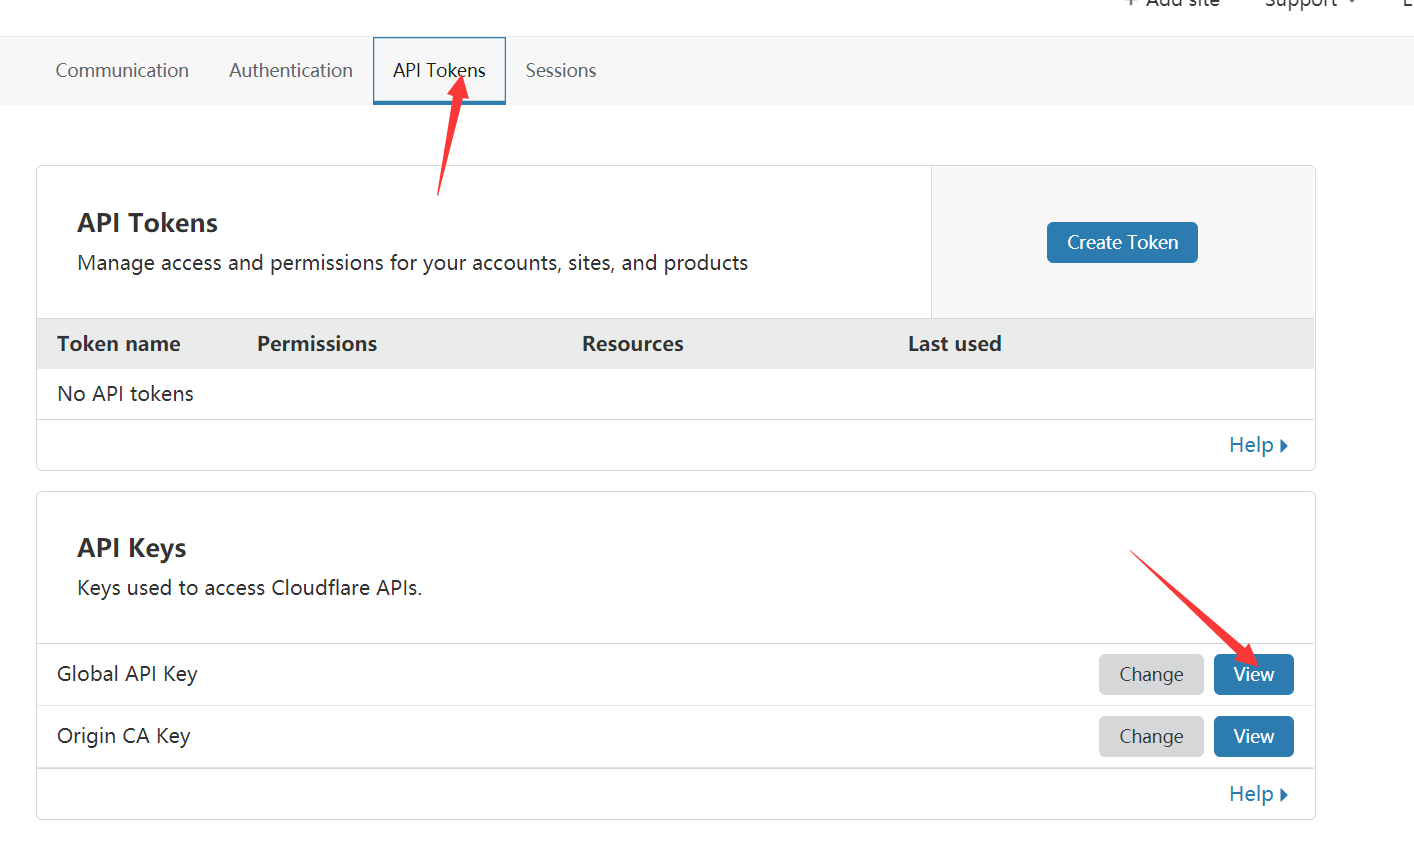 Add site Support
Communication Authentication API Tokens Sessions
API Tokens
Manage access and permissions for your accounts, sites, and products
Create Token
Token name Permissions Resources Last used
No API tokens
Help
API Keys
Keys used to access Cloudflare APIs.
Global API Key Change View
Origin CA Key Change View
Help